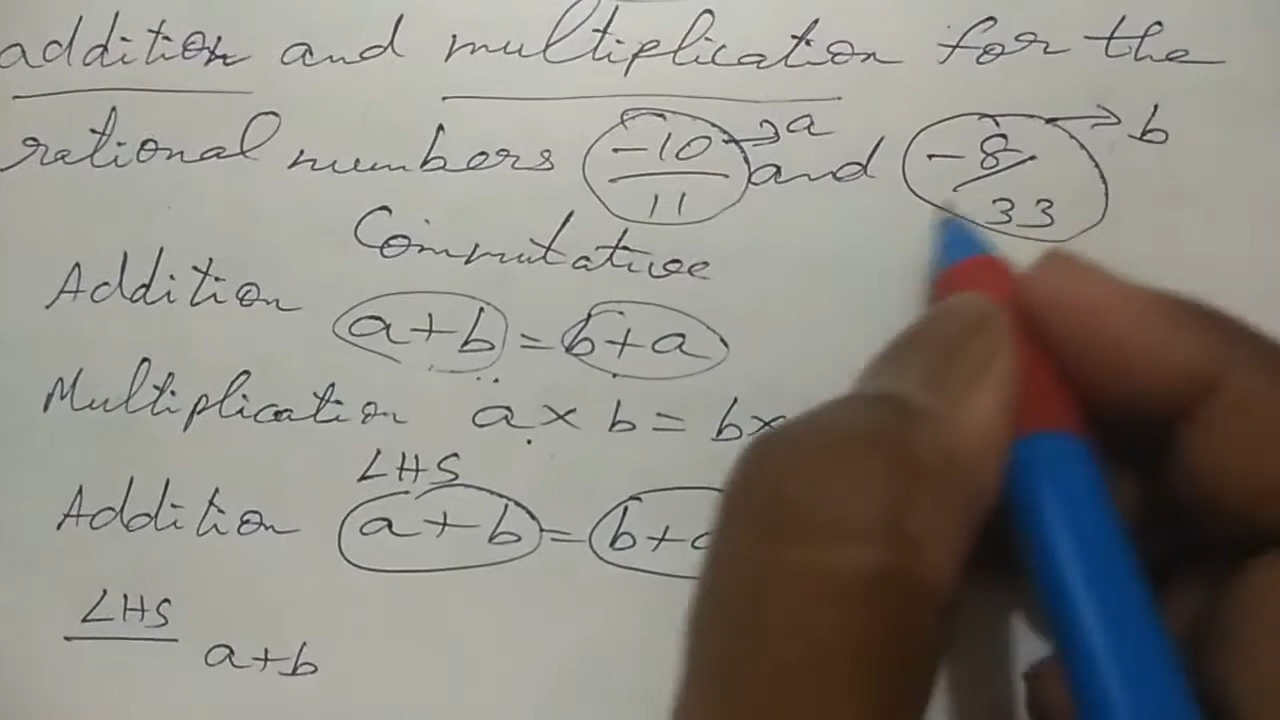 addition and multiplication for the
rational numbers -10/11 → a and -8/33 → b
Commutative
Addition a+b = b+a
Multiplication a × b = b×
LHS
Addition a+b = b+
LHS
a+b